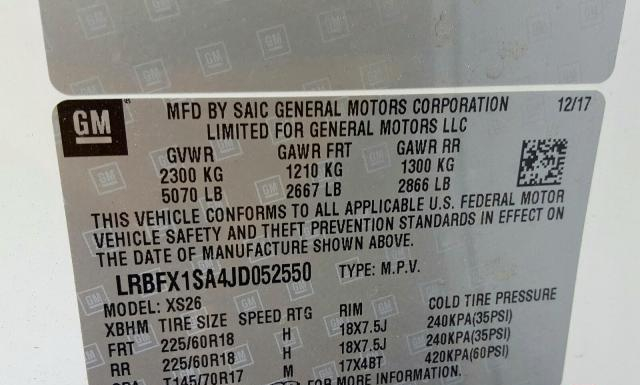 GM
MFD BY SAIC GENERAL MOTORS CORPORATION 12/17
LIMITED FOR GENERAL MOTORS LLC
GVWR GAWR FRT GAWR RR
2300 KG 1210 KG 1300 KG
5070 LB 2667 LB 2866 LB
THIS VEHICLE CONFORMS TO ALL APPLICABLE U.S. FEDERAL MOTOR
VEHICLE SAFETY AND THEFT PREVENTION STANDARDS IN EFFECT ON
THE DATE OF MANUFACTURE SHOWN ABOVE.
LRBFX1SA4JD052550 TYPE: M.P.V.
MODEL: XS26
XBHM TIRE SIZE SPEED RTG RIM COLD TIRE PRESSURE
FRT 225/60R18 H 18X7.5J 240KPA(35PSI)
RR 225/60R18 H 18X7.5J 240KPA(35PSI)
SPA T145/70R17 M 17X4BT 420KPA(60PSI)
FOR MORE INFORMATION